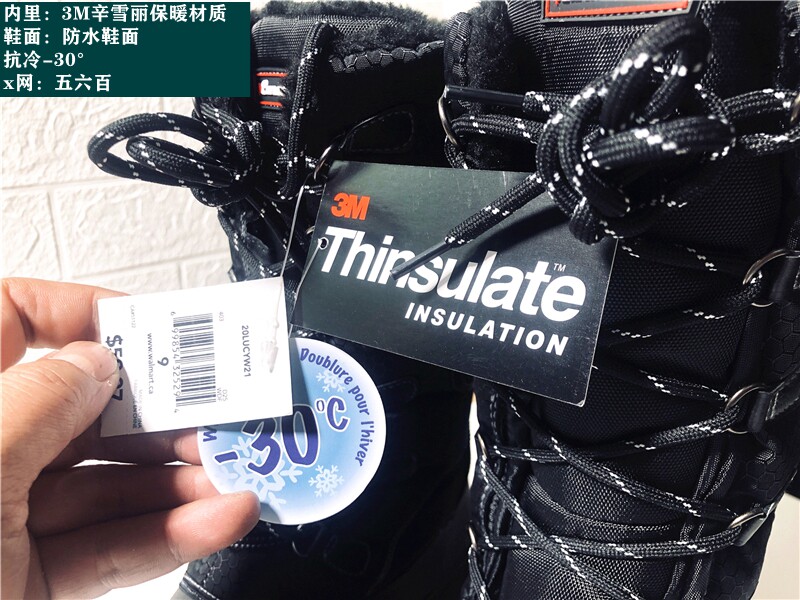 内里：3M辛雪丽保暖材质
鞋面：防水鞋面
抗冷-30°
x网：五六百
3M
Thinsulate™
INSULATION
20LUCYW21
9
www.walmart.ca
Doublure pour l'hiver
-30°C